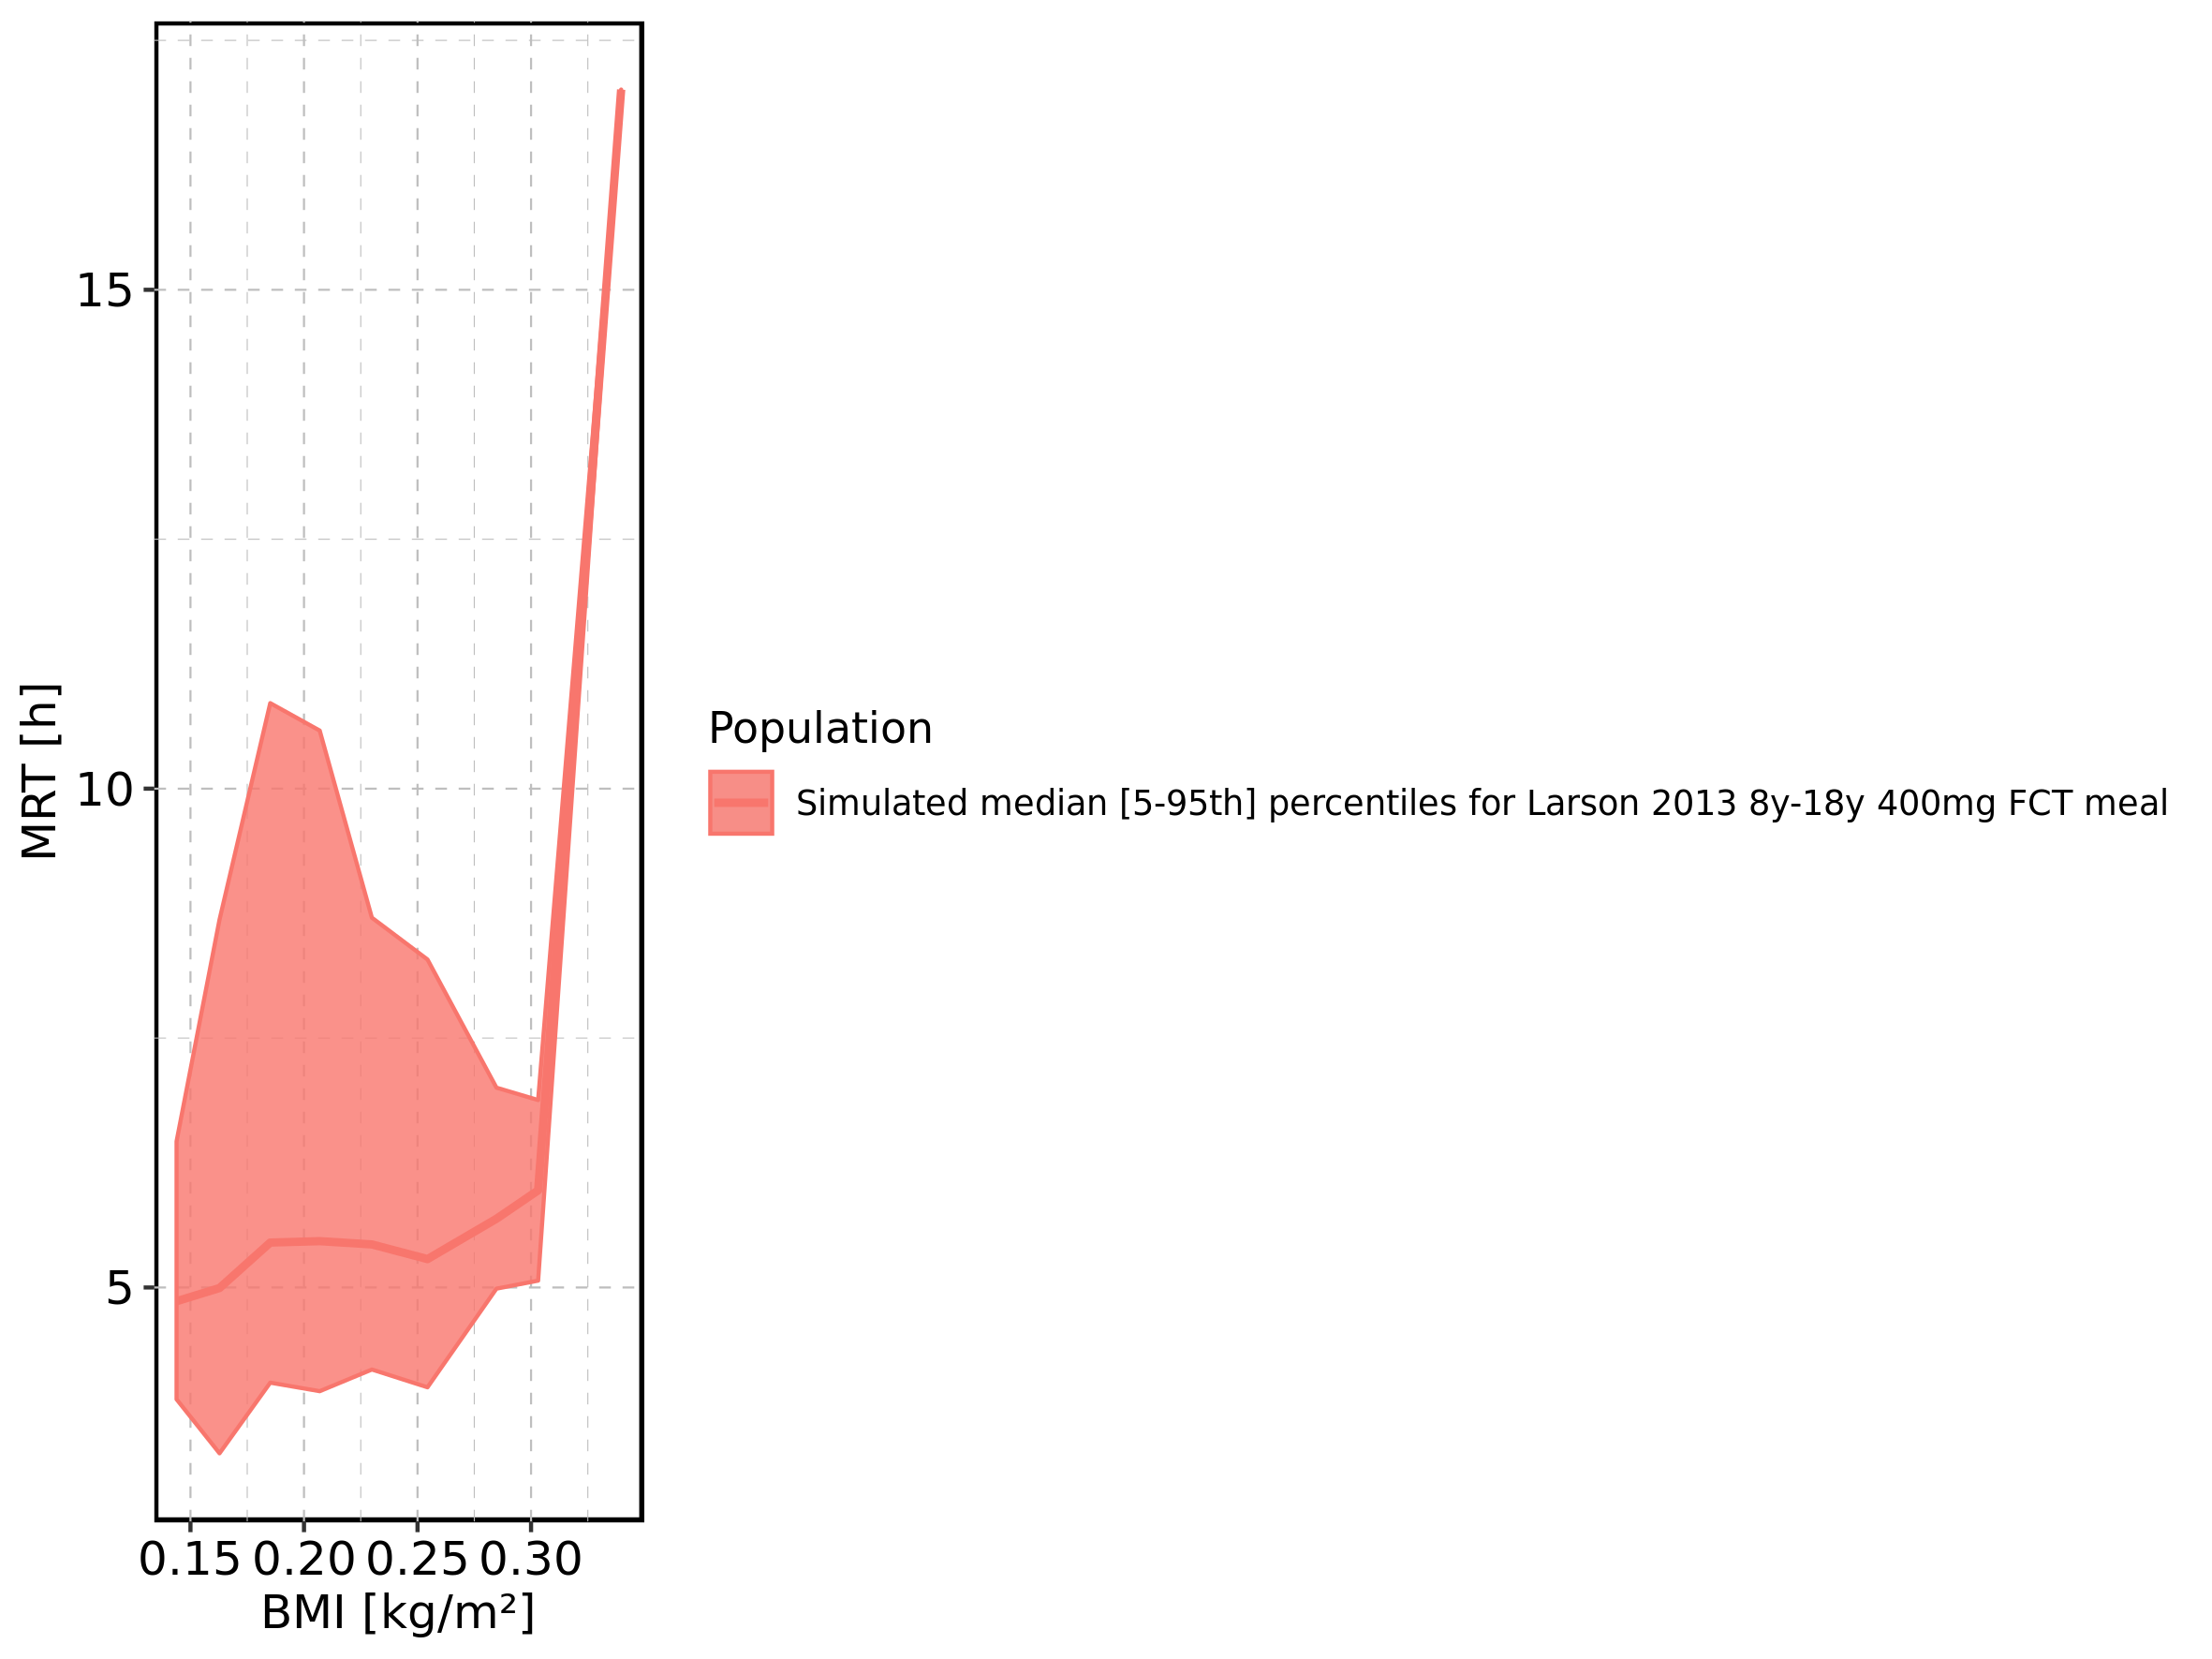 15
10
5
MRT [h]
0.15 0.20 0.25 0.30
BMI [kg/m²]
Population
Simulated median [5-95th] percentiles for Larson 2013 8y-18y 400mg FCT meal